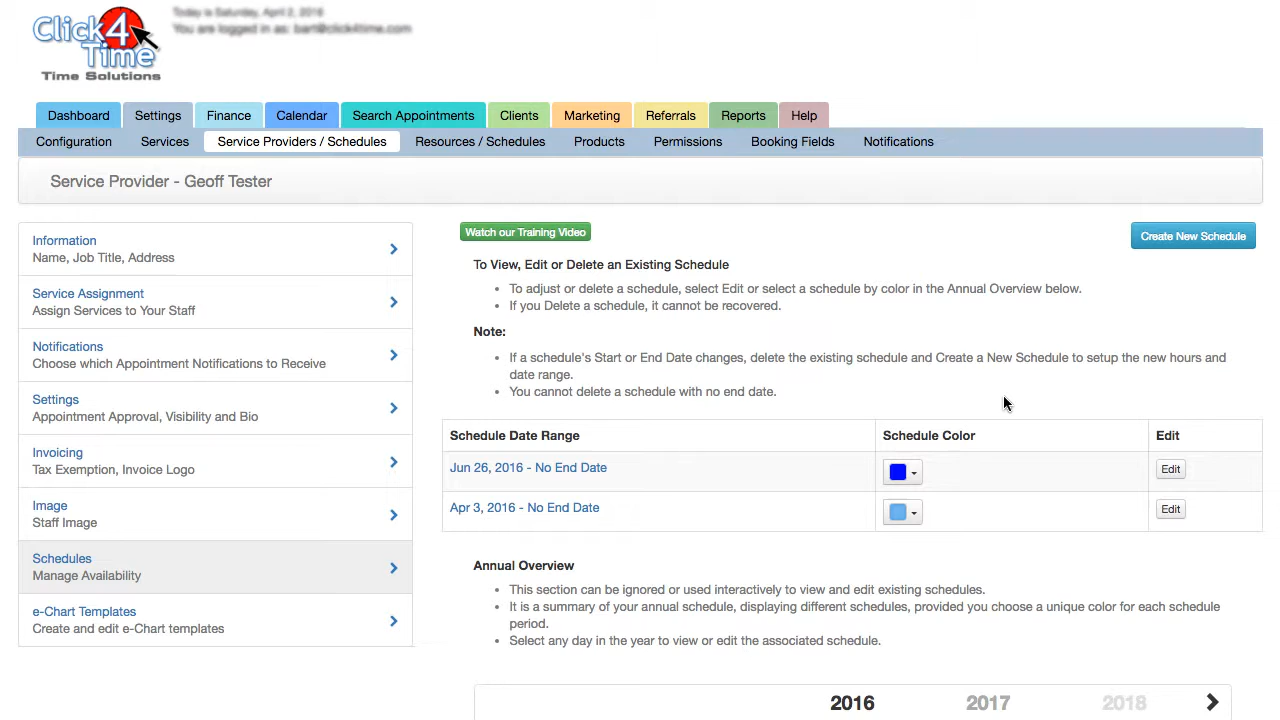 Click4
Time
Time Solutions
Today is Saturday, April 2, 2016
You are logged in as: bart@click4time.com
Dashboard Settings Finance Calendar Search Appointments Clients Marketing Referrals Reports Help
Configuration Services Service Providers / Schedules Resources / Schedules Products Permissions Booking Fields Notifications
Service Provider - Geoff Tester
Information
Name, Job Title, Address
Service Assignment
Assign Services to Your Staff
Notifications
Choose which Appointment Notifications to Receive
Settings
Appointment Approval, Visibility and Bio
Invoicing
Tax Exemption, Invoice Logo
Image
Staff Image
Schedules
Manage Availability
e-Chart Templates
Create and edit e-Chart templates
Watch our Training Video
Create New Schedule
To View, Edit or Delete an Existing Schedule
• To adjust or delete a schedule, select Edit or select a schedule by color in the Annual Overview below.
• If you Delete a schedule, it cannot be recovered.
Note:
• If a schedule's Start or End Date changes, delete the existing schedule and Create a New Schedule to setup the new hours and
date range.
• You cannot delete a schedule with no end date.
Schedule Date Range Schedule Color Edit
Jun 26, 2016 - No End Date Edit
Apr 3, 2016 - No End Date Edit
Annual Overview
• This section can be ignored or used interactively to view and edit existing schedules.
• It is a summary of your annual schedule, displaying different schedules, provided you choose a unique color for each schedule
period.
• Select any day in the year to view or edit the associated schedule.
2016 2017 2018